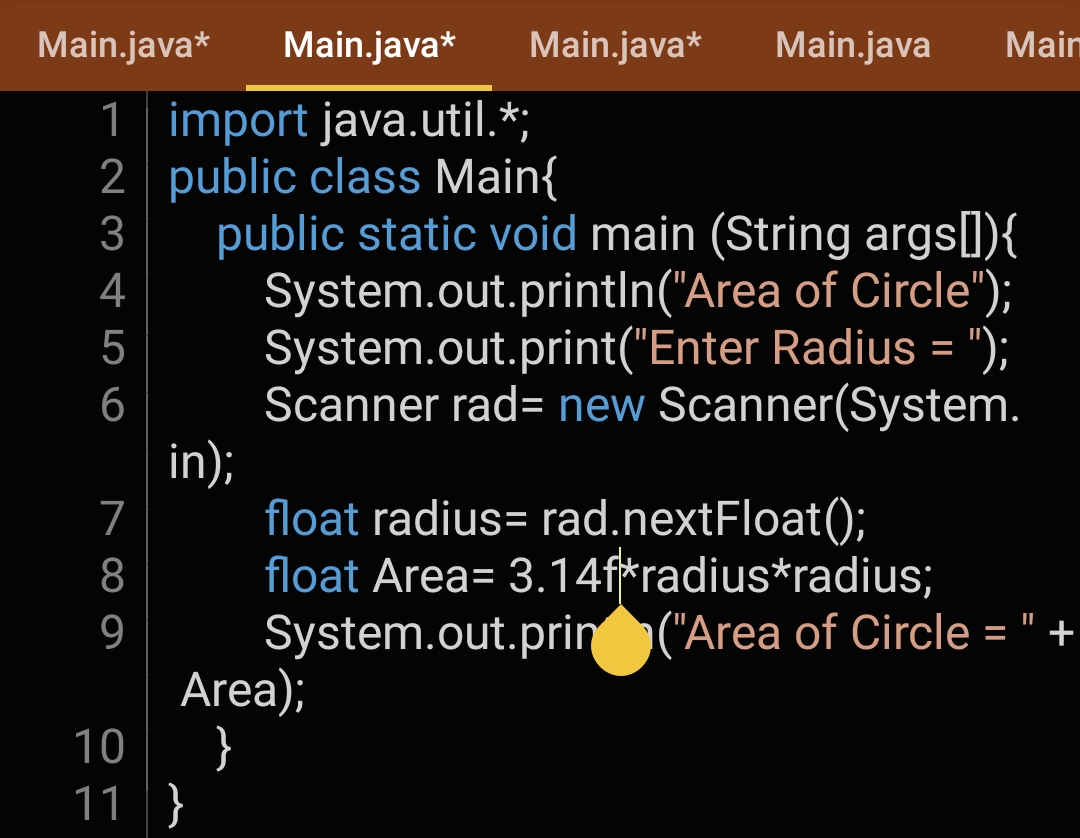 Main.java* Main.java* Main.java* Main.java Main
1 import java.util.*;
2 public class Main{
3 public static void main (String args[]){
4 System.out.println("Area of Circle");
5 System.out.print("Enter Radius = ");
6 Scanner rad= new Scanner(System.
in);
7 float radius= rad.nextFloat();
8 float Area= 3.14f*radius*radius;
9 System.out.println("Area of Circle = " +
Area);
10 }
11 }